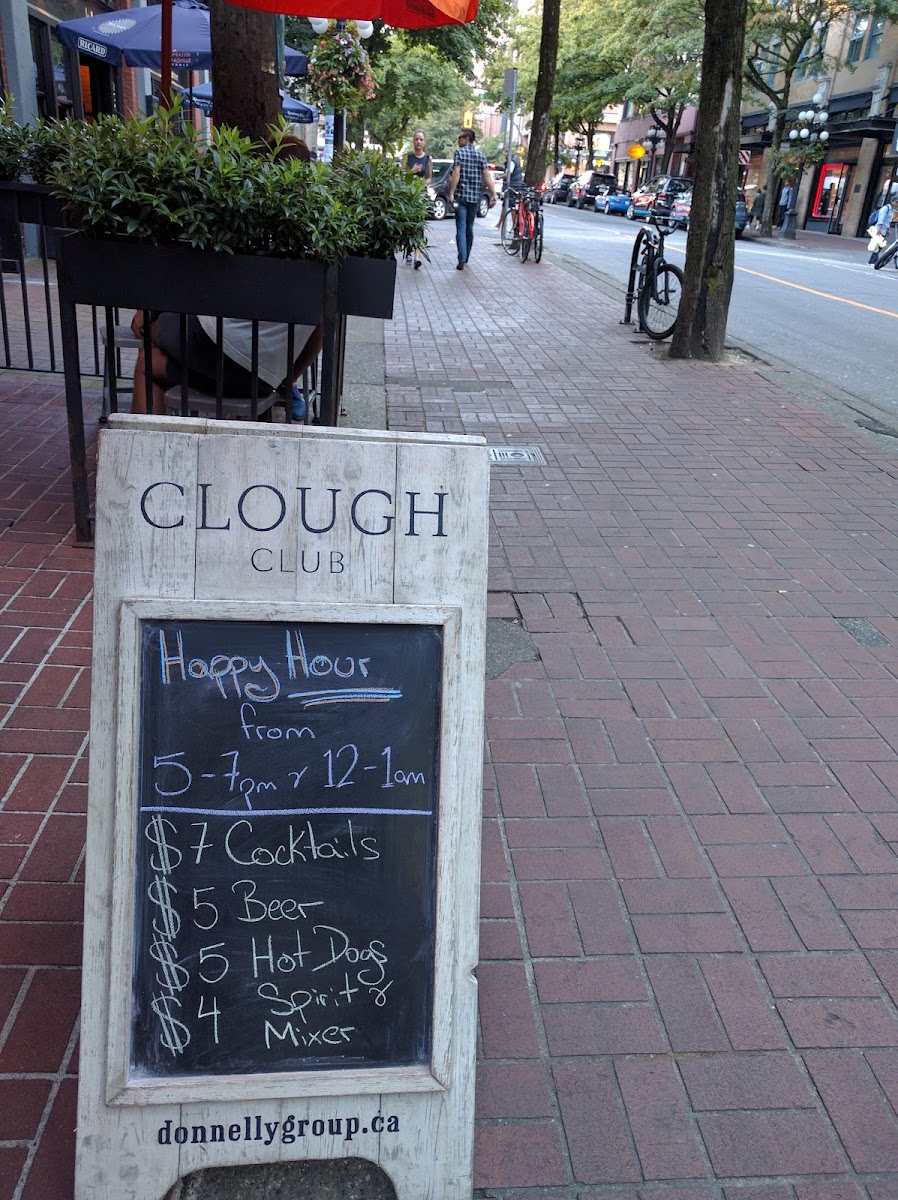 RICARD
CLOUGH
CLUB
Happy Hour
from
5-7pm & 12-1am
$7 Cocktails
$5 Beer
$5 Hot Dogs
$4 Spirit &
Mixer
donnellygroup.ca